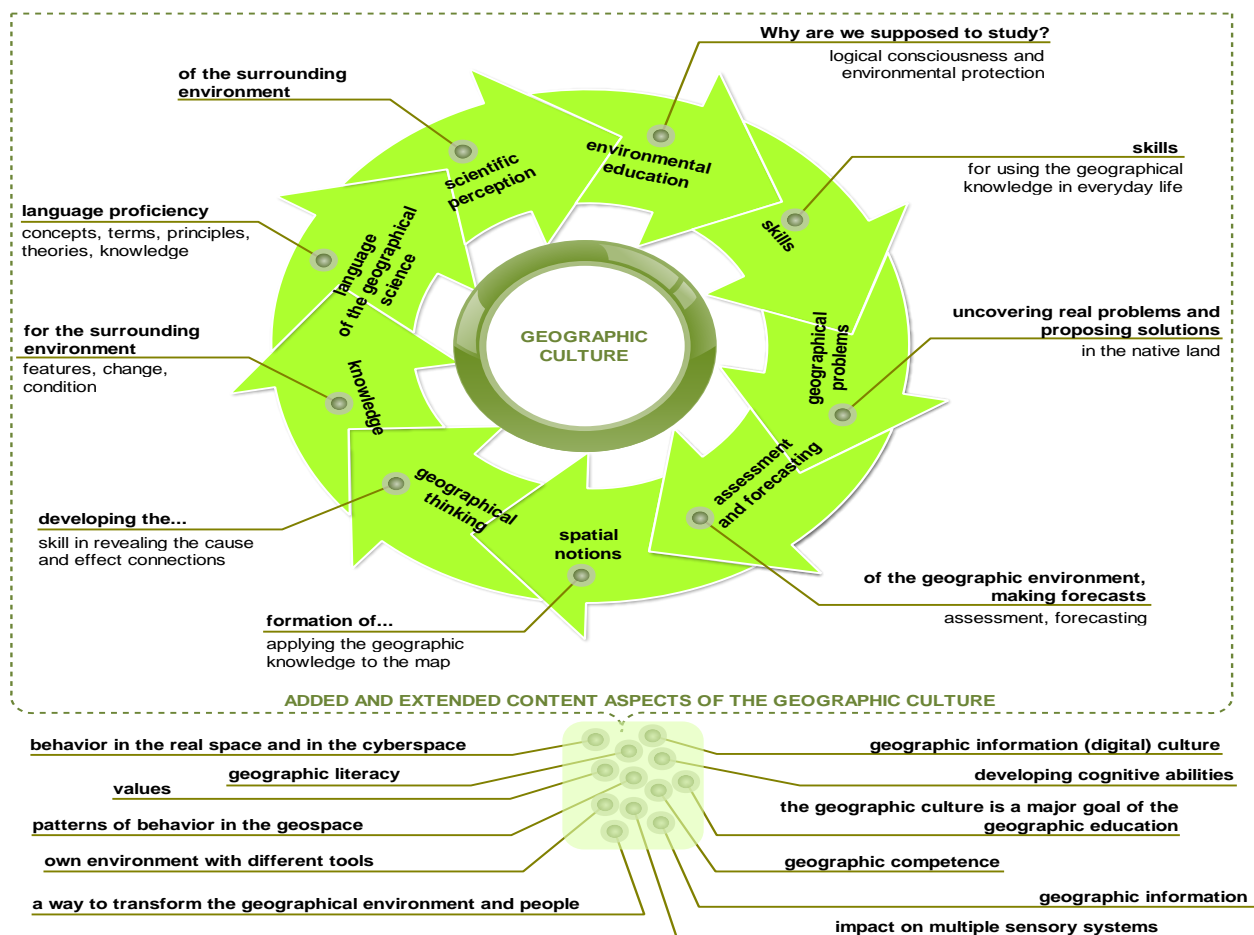 Why are we supposed to study?
logical consciousness and
environmental protection
of the surrounding
environment
environmental
education
scientific
perception
skills
for using the geographical
knowledge in everyday life
language proficiency
concepts, terms, principles,
theories, knowledge
language
of the geographical
science
skills
for the surrounding
environment
features, change,
condition
GEOGRAPHIC
CULTURE
uncovering real problems and
proposing solutions
in the native land
geographical
problems
knowledge
geographical
thinking
assessment
and forecasting
developing the...
skill in revealing the cause
and effect connections
spatial
notions
of the geographic environment,
making forecasts
assessment, forecasting
formation of...
applying the geographic
knowledge to the map
ADDED AND EXTENDED CONTENT ASPECTS OF THE GEOGRAPHIC CULTURE
behavior in the real space and in the cyberspace
geographic literacy
values
patterns of behavior in the geospace
own environment with different tools
a way to transform the geographical environment and people
geographic information (digital) culture
developing cognitive abilities
the geographic culture is a major goal of the
geographic education
geographic competence
geographic information
impact on multiple sensory systems